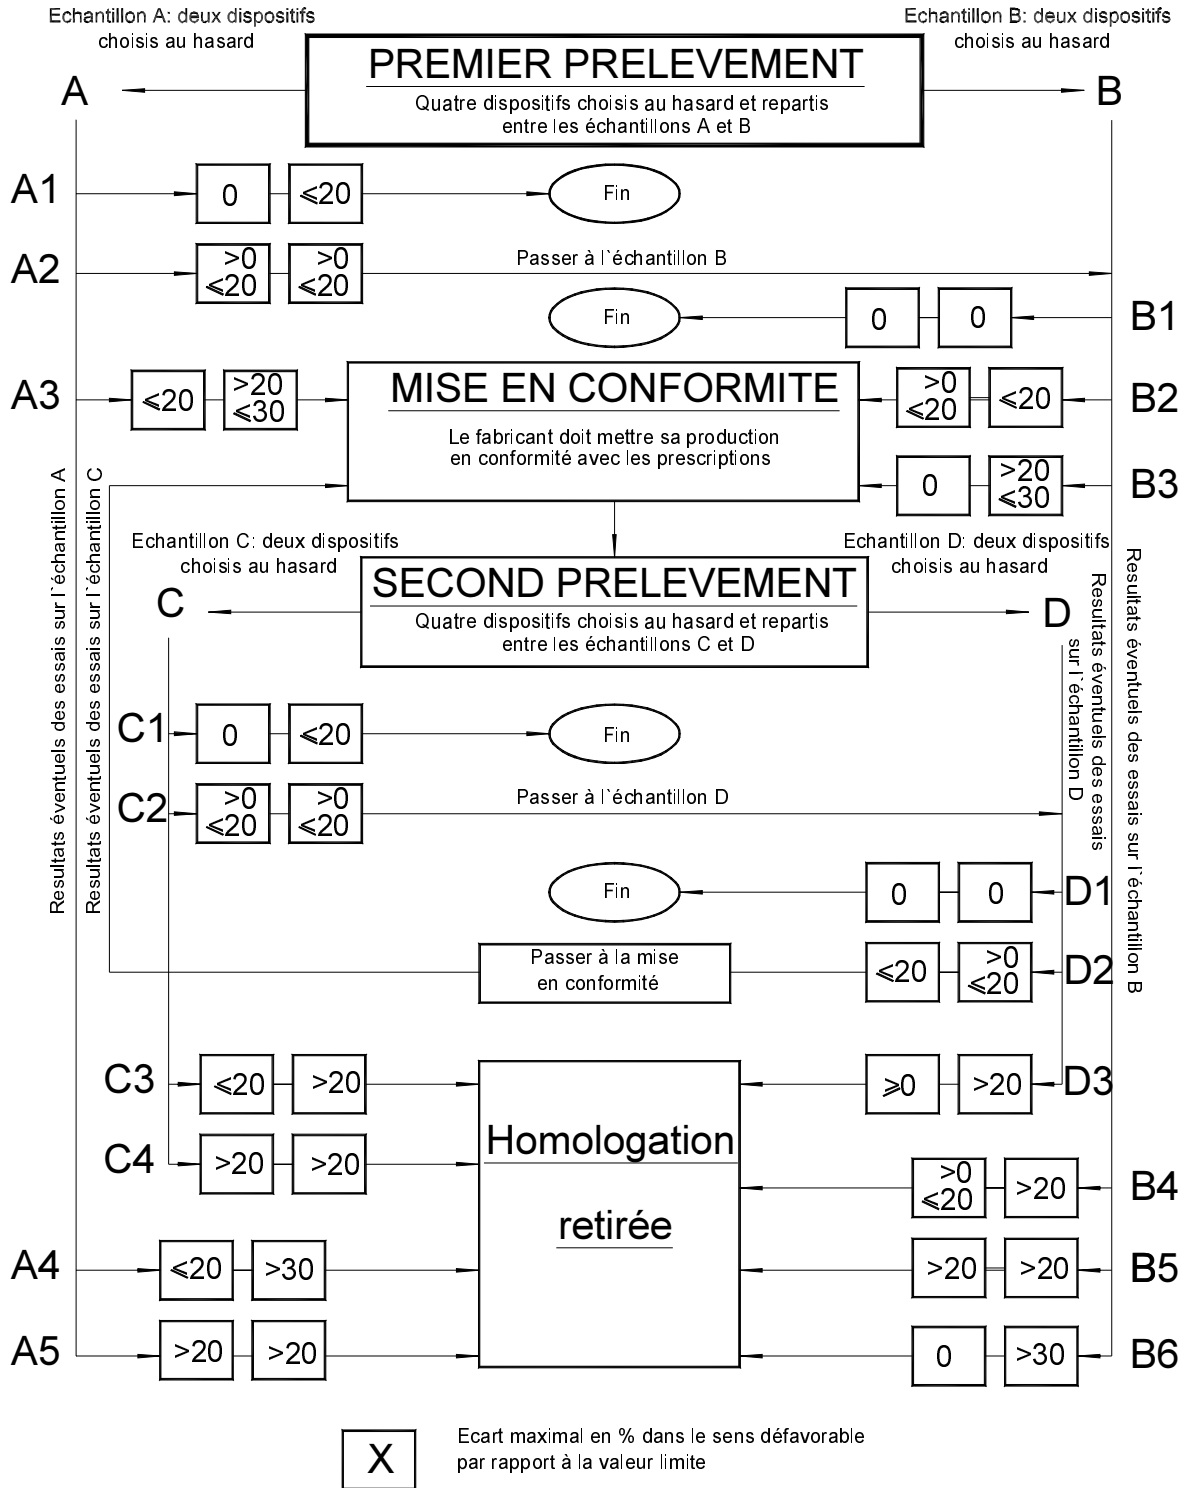 Echantillon A: deux dispositifs
choisis au hasard
Echantillon B: deux dispositifs
choisis au hasard
PREMIER PRELEVEMENT
Quatre dispositifs choisis au hasard et repartis
entre les échantillons A et B
A
B
A1
0
⩽20
Fin
A2
>0
⩽20
>0
⩽20
Passer à l`échantillon B
Fin
0
0
B1
A3
⩽20
>20
⩽30
MISE EN CONFORMITE
Le fabricant doit mettre sa production
en conformité avec les prescriptions
>0
⩽20
⩽20
B2
0
>20
⩽30
B3
Resultats éventuels des essais sur l`échantillon A
Resultats éventuels des essais sur l`échantillon C
Echantillon C: deux dispositifs
choisis au hasard
Echantillon D: deux dispositifs
choisis au hasard
SECOND PRELEVEMENT
Quatre dispositifs choisis au hasard et repartis
entre les échantillons C et D
C
D
Resultats éventuels des essais
sur l`échantillon D
Resultats éventuels des essais sur l`échantillon B
C1
0
⩽20
Fin
C2
>0
⩽20
>0
⩽20
Passer à l`échantillon D
Fin
0
0
D1
Passer à la mise
en conformité
⩽20
>0
⩽20
D2
C3
⩽20
>20
⩾0
>20
D3
Homologation
retirée
C4
>20
>20
>0
⩽20
>20
B4
A4
⩽20
>30
>20
>20
B5
A5
>20
>20
0
>30
B6
X
Ecart maximal en % dans le sens défavorable
par rapport à la valeur limite